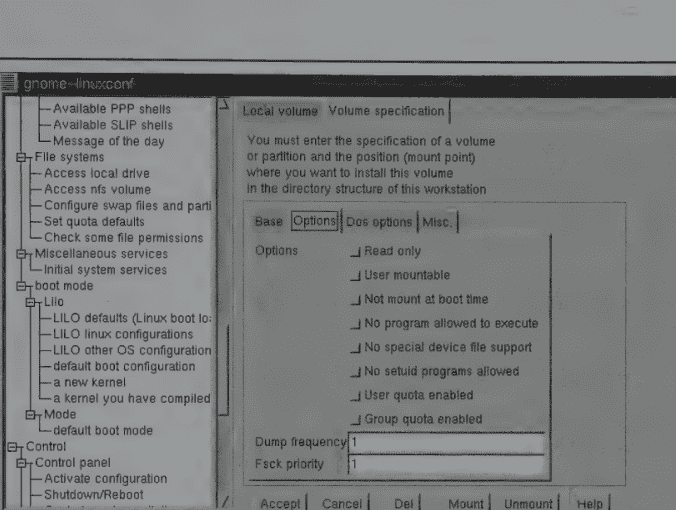 gnome-linuxconf
Available PPP shells
Available SLIP shells
Message of the day
File systems
Access local drive
Access nfs volume
Configure swap files and parti
Set quota defaults
Check some file permissions
Miscellaneous services
Initial system services
boot mode
Lilo
LILO defaults (Linux boot lo
LILO linux configurations
LILO other OS configuration
default boot configuration
a new kernel
a kernel you have compiled
Mode
default boot mode
Control
Control panel
Activate configuration
Shutdown/Reboot
Local volume Volume specification
You must enter the specification of a volume
or partition and the position (mount point)
where you want to install this volume
in the directory structure of this workstation
Base Options Dos options Misc.
Options Read only
User mountable
Not mount at boot time
No program allowed to execute
No special device file support
No setuid programs allowed
User quota enabled
Group quota enabled
Dump frequency 1
Fsck priority 1
Accept Cancel Del Mount Unmount Help